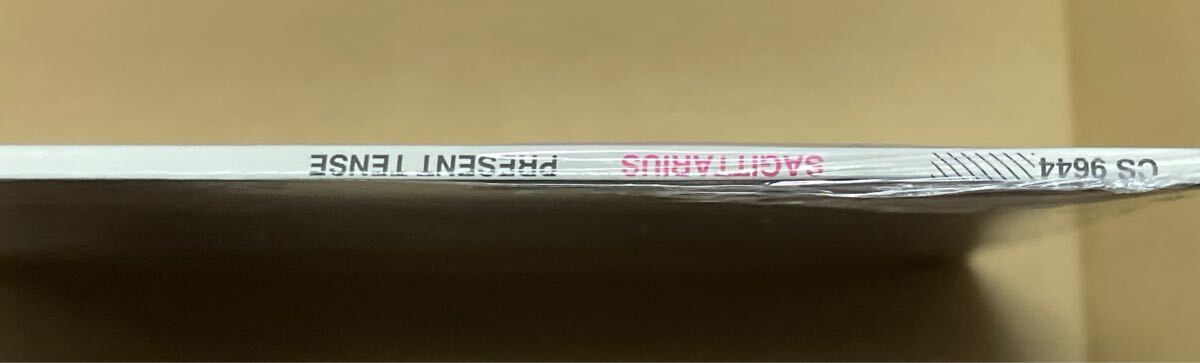 CS 9644 SAGITTARIUS PRESENT TENSE